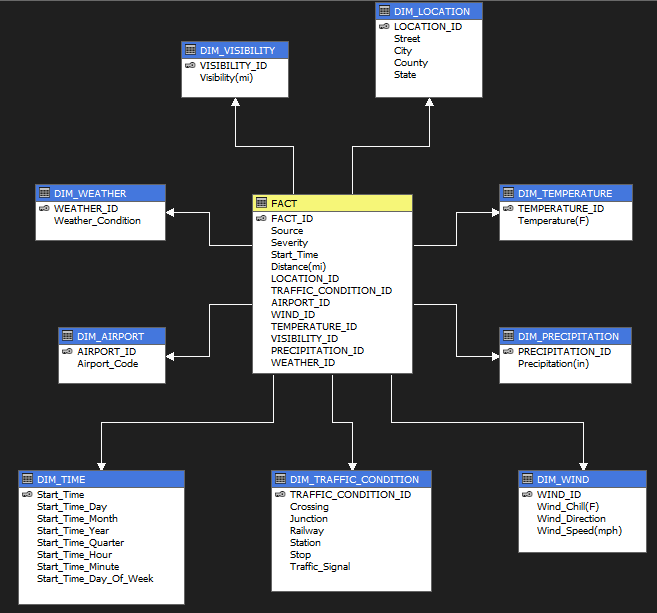 DIM_LOCATION
LOCATION_ID
Street
City
County
State
DIM_VISIBILITY
VISIBILITY_ID
Visibility(mi)
DIM_WEATHER
WEATHER_ID
Weather_Condition
FACT
FACT_ID
Source
Severity
Start_Time
Distance(mi)
LOCATION_ID
TRAFFIC_CONDITION_ID
AIRPORT_ID
WIND_ID
TEMPERATURE_ID
VISIBILITY_ID
PRECIPITATION_ID
WEATHER_ID
DIM_TEMPERATURE
TEMPERATURE_ID
Temperature(F)
DIM_AIRPORT
AIRPORT_ID
Airport_Code
DIM_PRECIPITATION
PRECIPITATION_ID
Precipitation(in)
DIM_TIME
Start_Time
Start_Time_Day
Start_Time_Month
Start_Time_Year
Start_Time_Quarter
Start_Time_Hour
Start_Time_Minute
Start_Time_Day_Of_Week
DIM_TRAFFIC_CONDITION
TRAFFIC_CONDITION_ID
Crossing
Junction
Railway
Station
Stop
Traffic_Signal
DIM_WIND
WIND_ID
Wind_Chill(F)
Wind_Direction
Wind_Speed(mph)